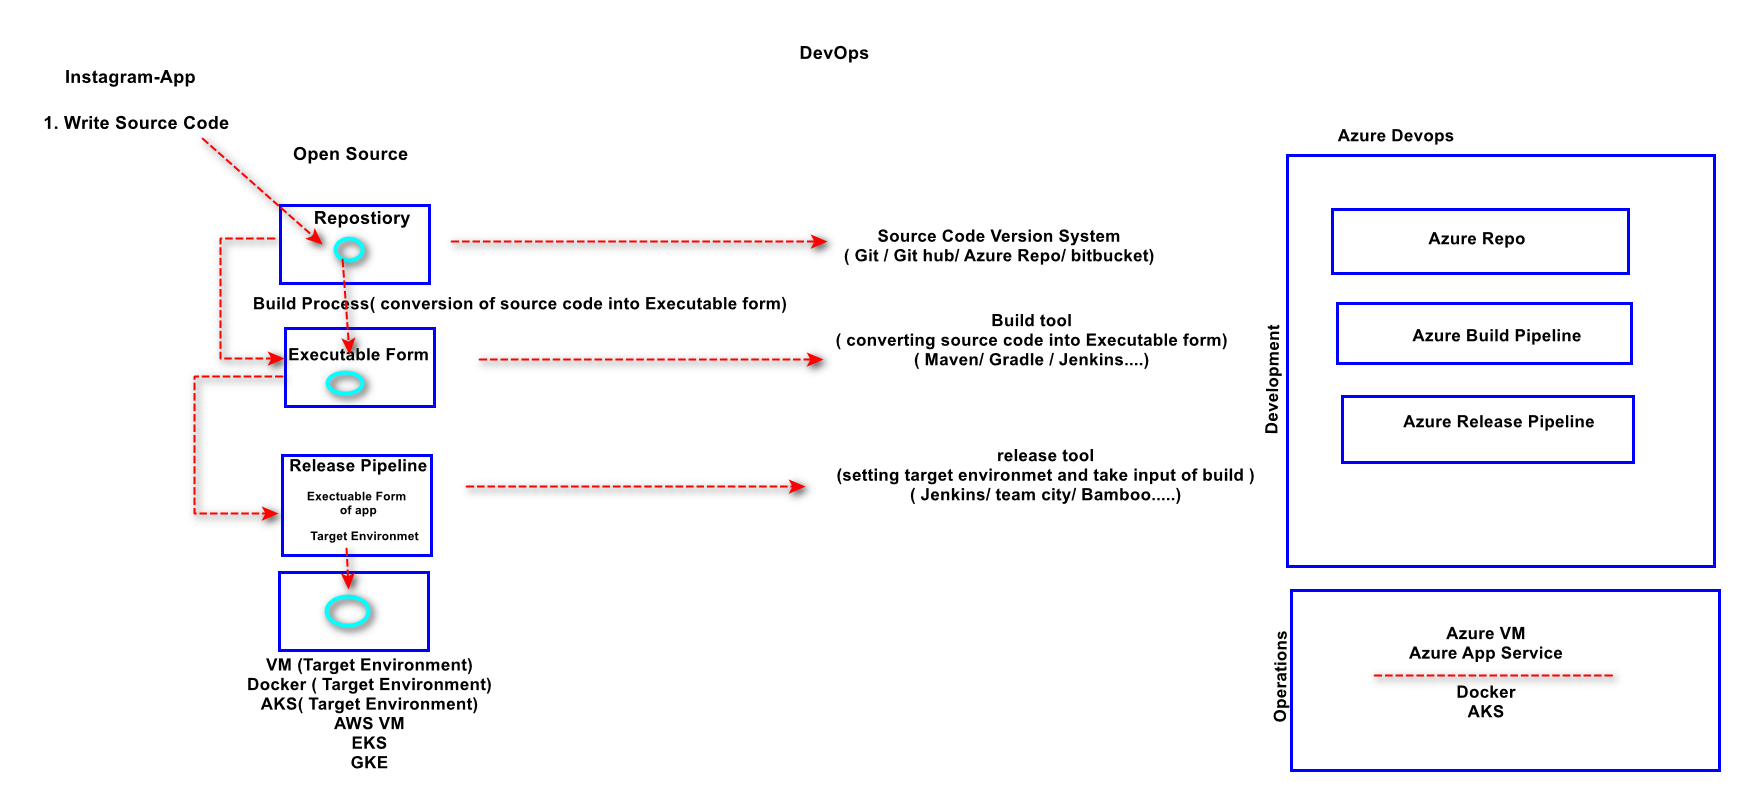 DevOps
Instagram-App
1. Write Source Code
Open Source
Repostiory
Build Process( conversion of source code into Executable form)
Executable Form
Release Pipeline
Exectuable Form
of app
Target Environmet
VM (Target Environment)
Docker ( Target Environment)
AKS( Target Environment)
AWS VM
EKS
GKE
Source Code Version System
( Git / Git hub/ Azure Repo/ bitbucket)
Build tool
( converting source code into Executable form)
( Maven/ Gradle / Jenkins....)
release tool
(setting target environmet and take input of build )
( Jenkins/ team city/ Bamboo.....)
Azure Devops
Development
Azure Repo
Azure Build Pipeline
Azure Release Pipeline
Operations
Azure VM
Azure App Service
Docker
AKS